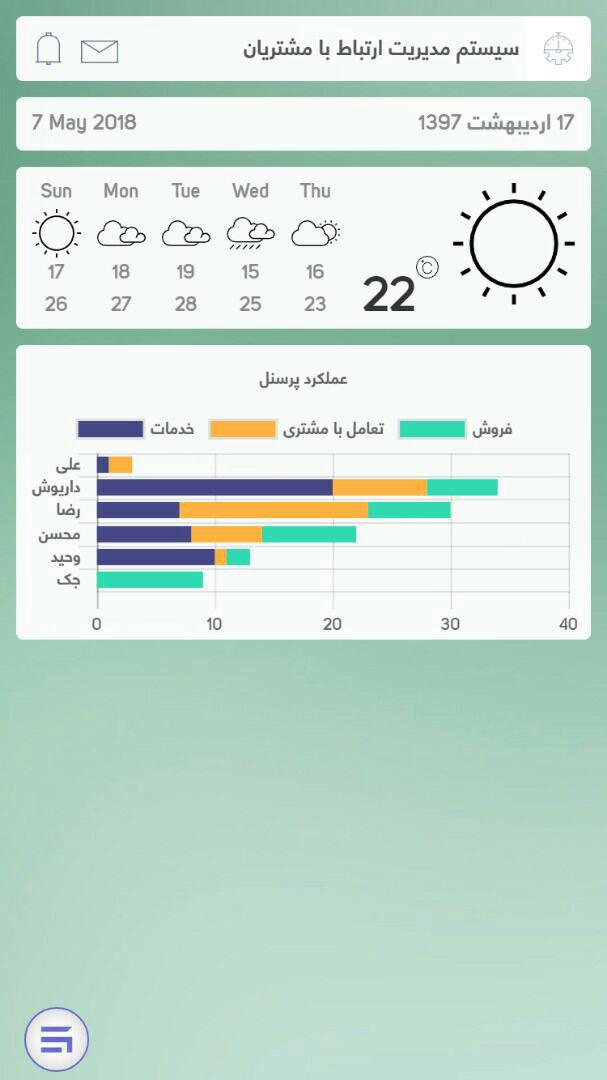 سیستم مدیریت ارتباط با مشتریان
17 اردیبهشت 1397
7 May 2018
Sun Mon Tue Wed Thu
17 18 19 15 16
26 27 28 25 23
22 °C
عملکرد پرسنل
فروش تعامل با مشتری خدمات
علی
داریوش
رضا
محسن
وحید
جک
0 10 20 30 40